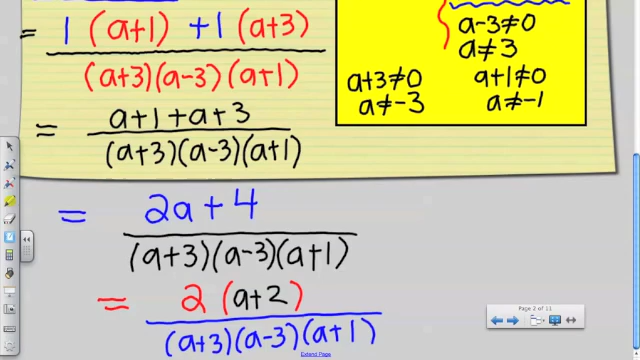 = 1 (a+1) +1 (a+3)
(a+3)(a-3)(a+1)
a-3≠0
a≠3
a+3≠0 a+1≠0
a≠-3 a≠-1
= a+1+a+3
(a+3)(a-3)(a+1)
= 2a+4
(a+3)(a-3)(a+1)
= 2 (a+2)
(a+3)(a-3)(a+1)
Page 2 of 11
Extend Page